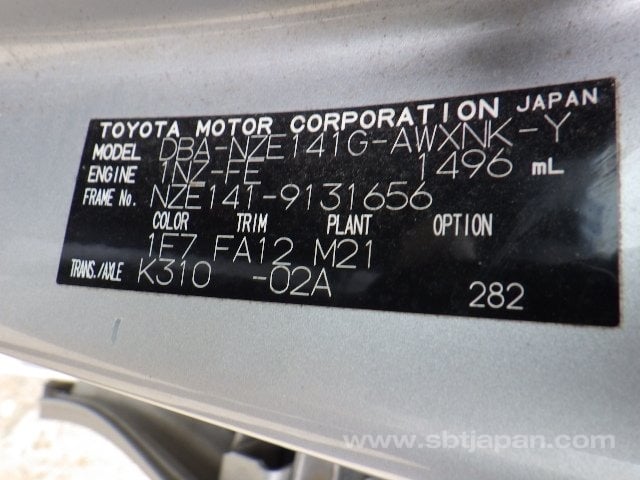 TOYOTA MOTOR CORPORATION JAPAN
MODEL DBA-NZE141G-AWXNK-Y
ENGINE 1NZ-FE 1496 mL
FRAME No. NZE141-9131656
COLOR TRIM PLANT OPTION
1E7 FA12 M21
TRANS./AXLE K310 -02A
282
www.sbtjapan.com